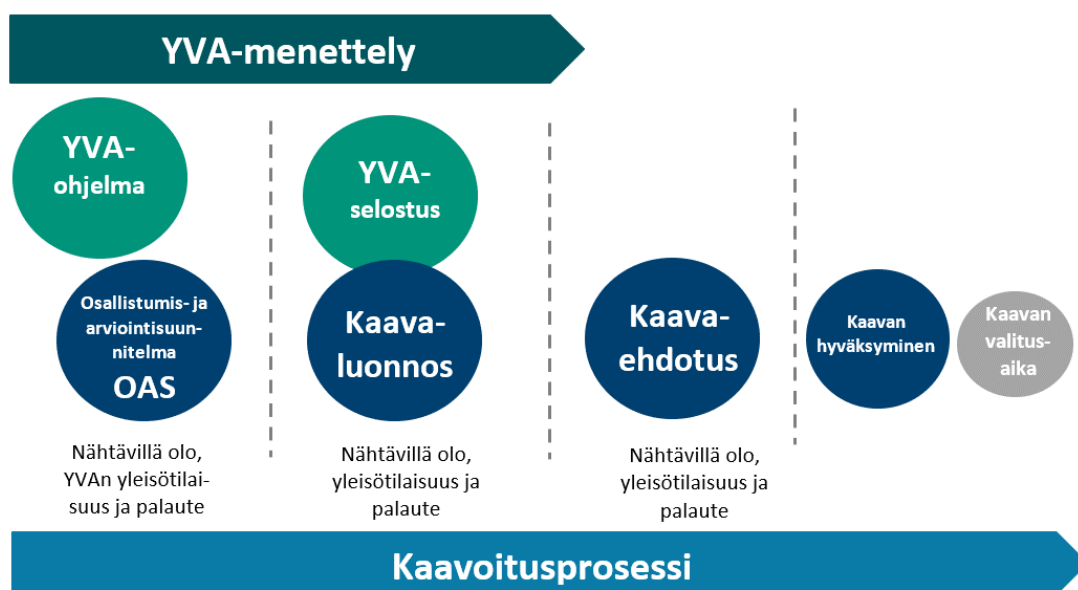 YVA-menettely
YVA-
ohjelma
YVA-
selostus
Osallistumis- ja
arviointisuun-
nitelma
OAS
Kaava-
luonnos
Kaava-
ehdotus
Kaavan
hyväksyminen
Kaavan
valitus-
aika
Nähtävillä olo,
YVAn yleisötilai-
suus ja palaute
Nähtävillä olo,
yleisötilaisuus ja
palaute
Nähtävillä olo,
yleisötilaisuus ja
palaute
Kaavoitusprosessi